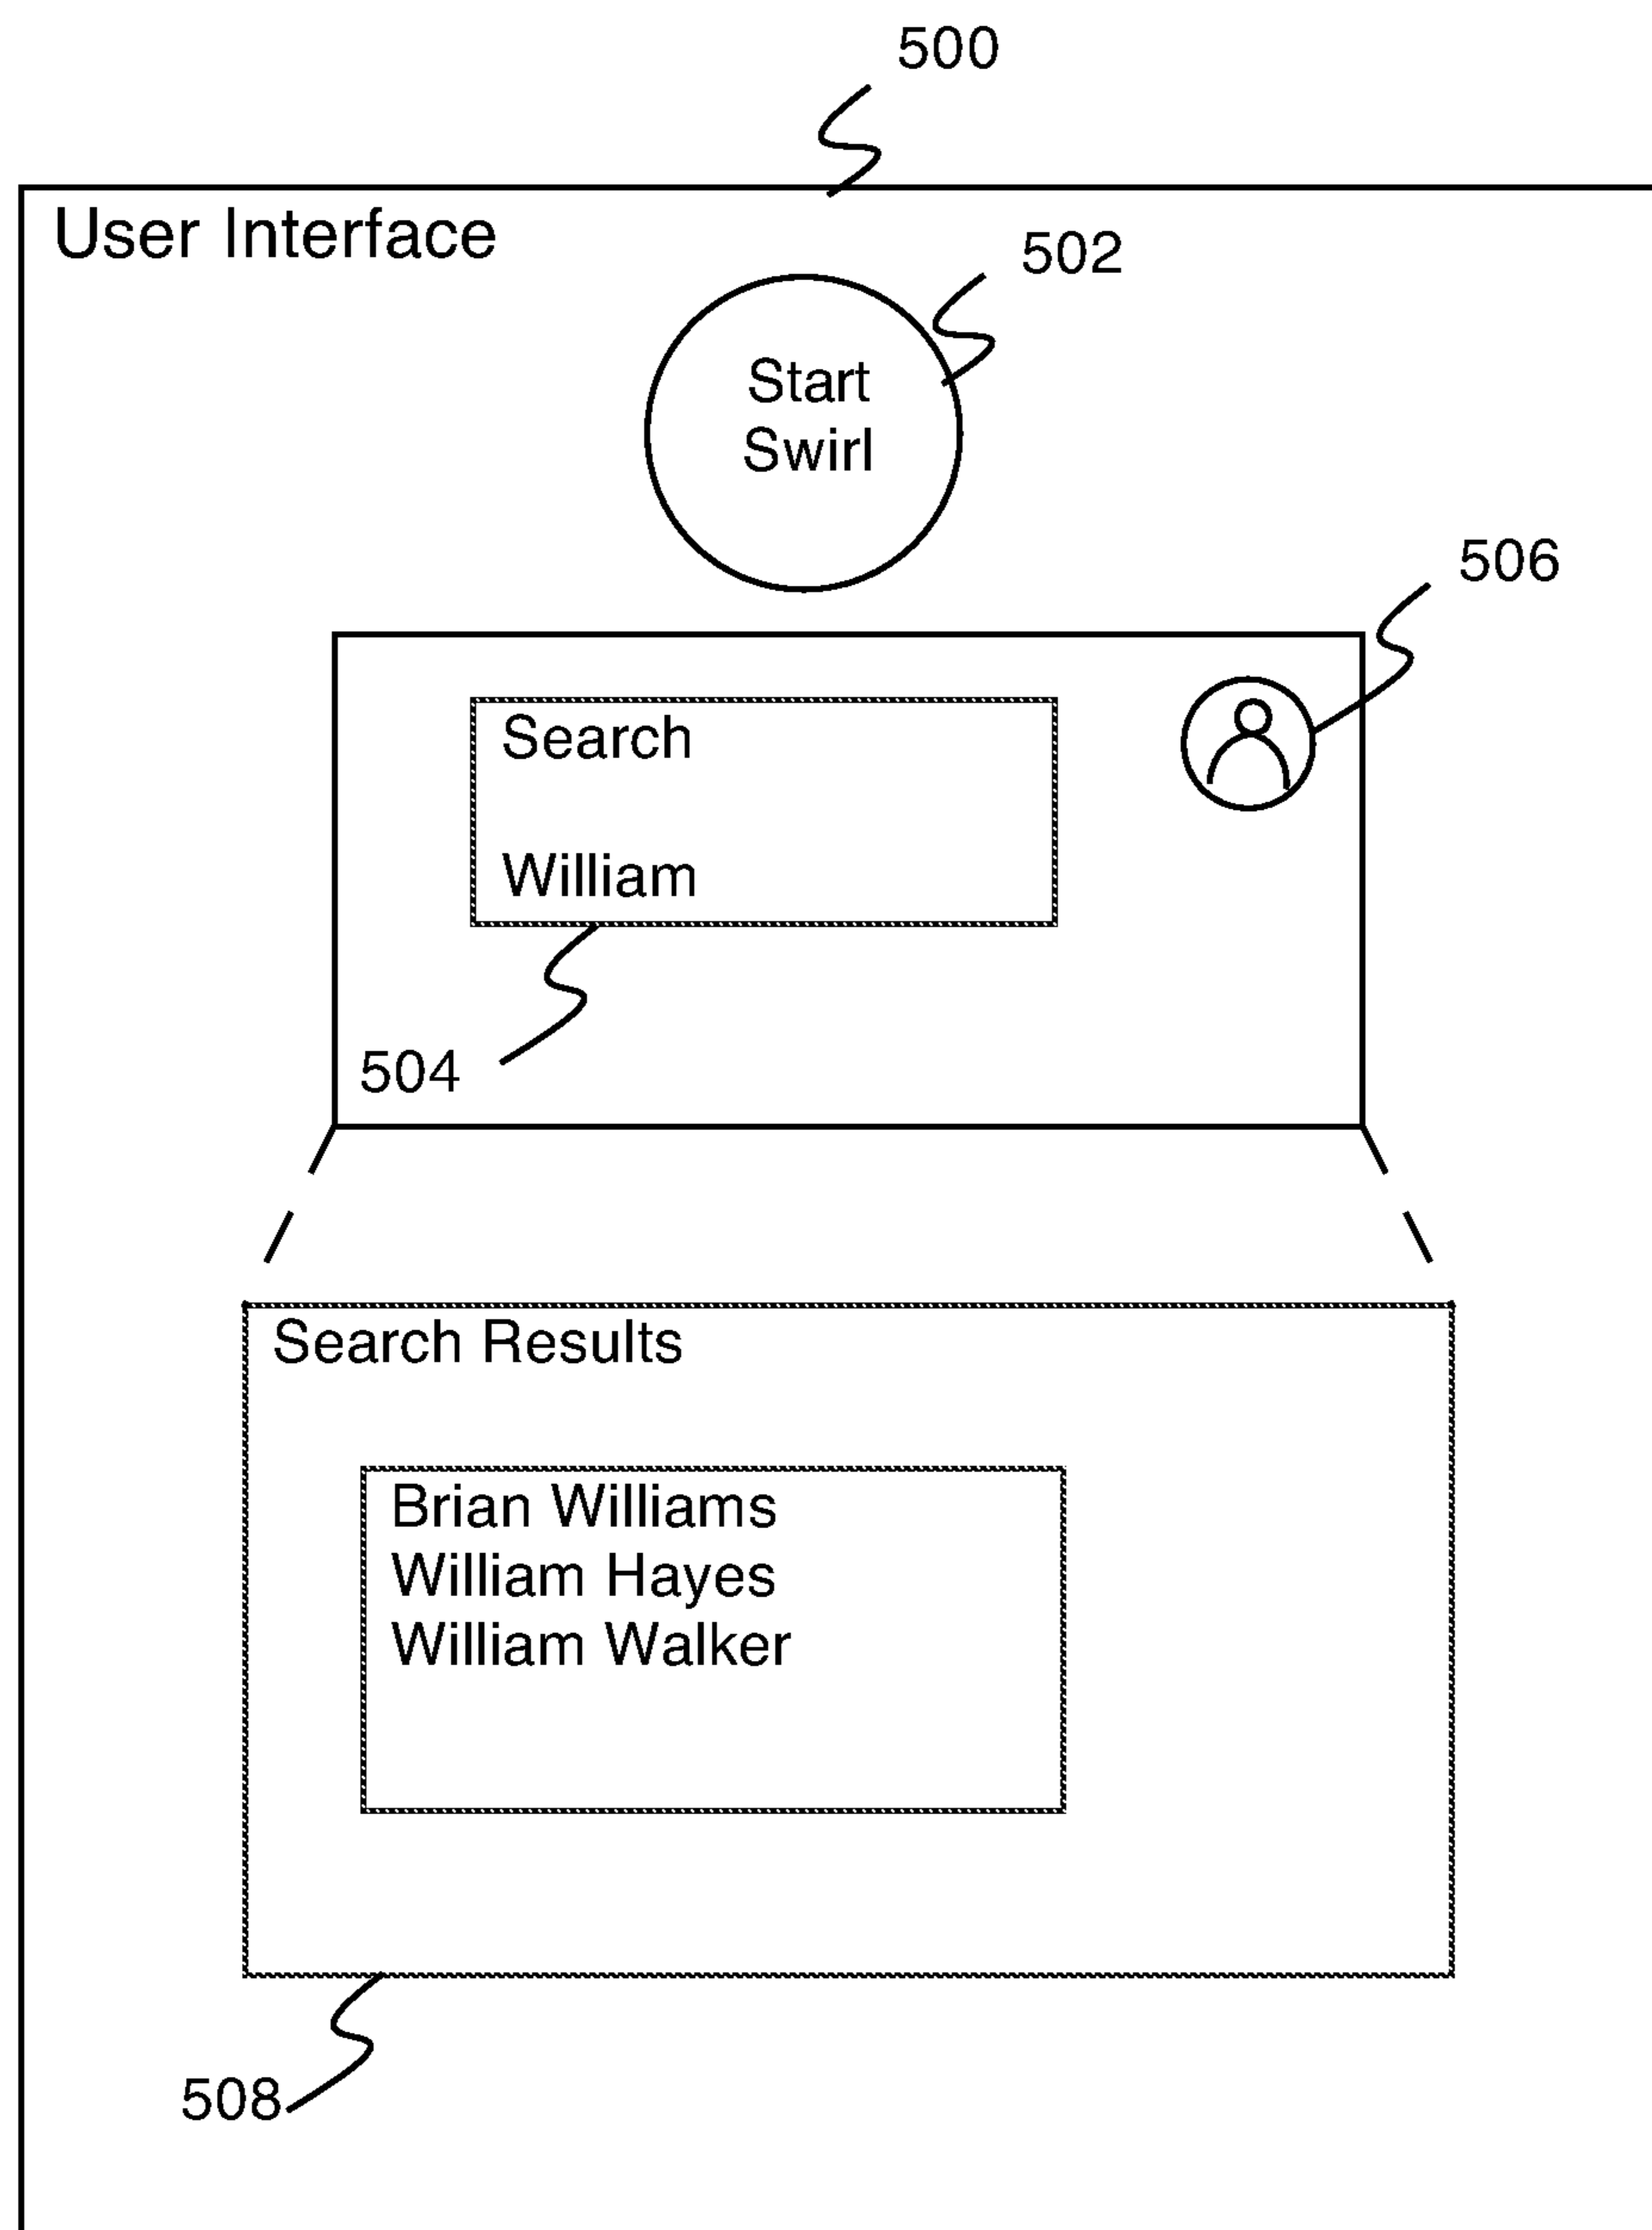 500
User Interface
502
Start
Swirl
506
Search
William
504
Search Results
Brian Williams
William Hayes
William Walker
508